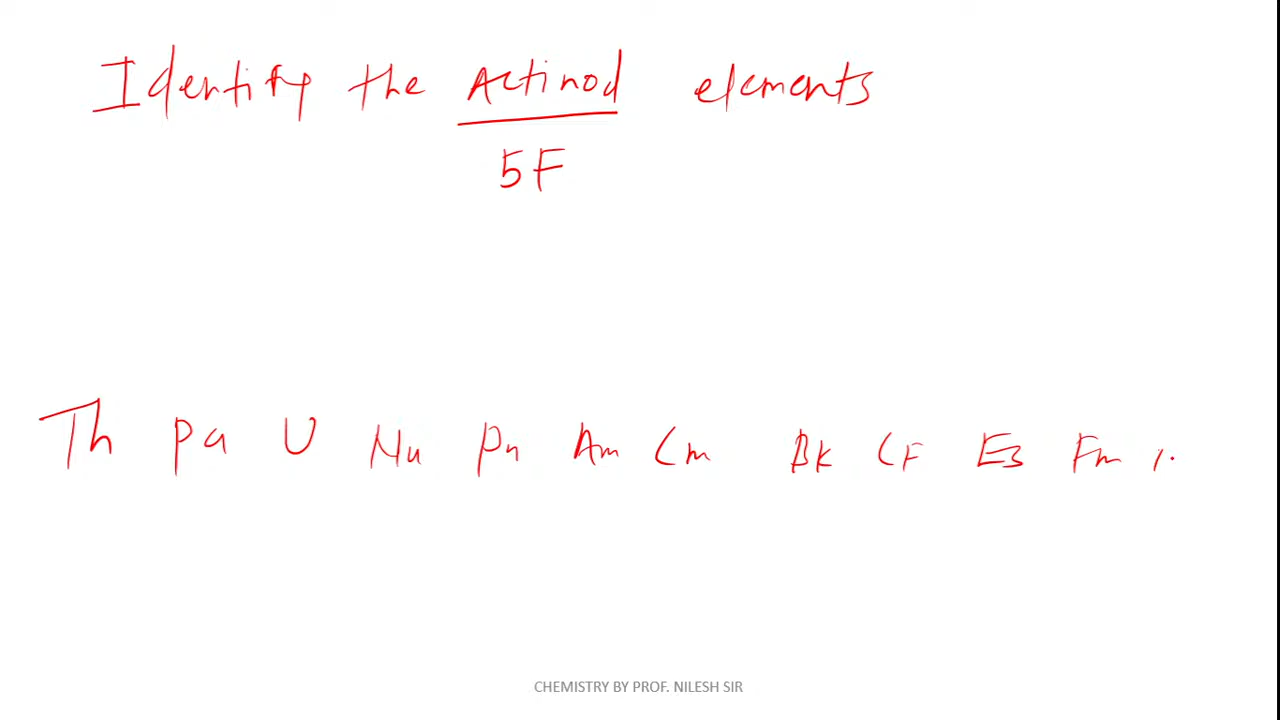 Identify the Actinod elements
5F
Th Pa U Nu Pu Am Cm Bk CF Es Fm
CHEMISTRY BY PROF. NILESH SIR